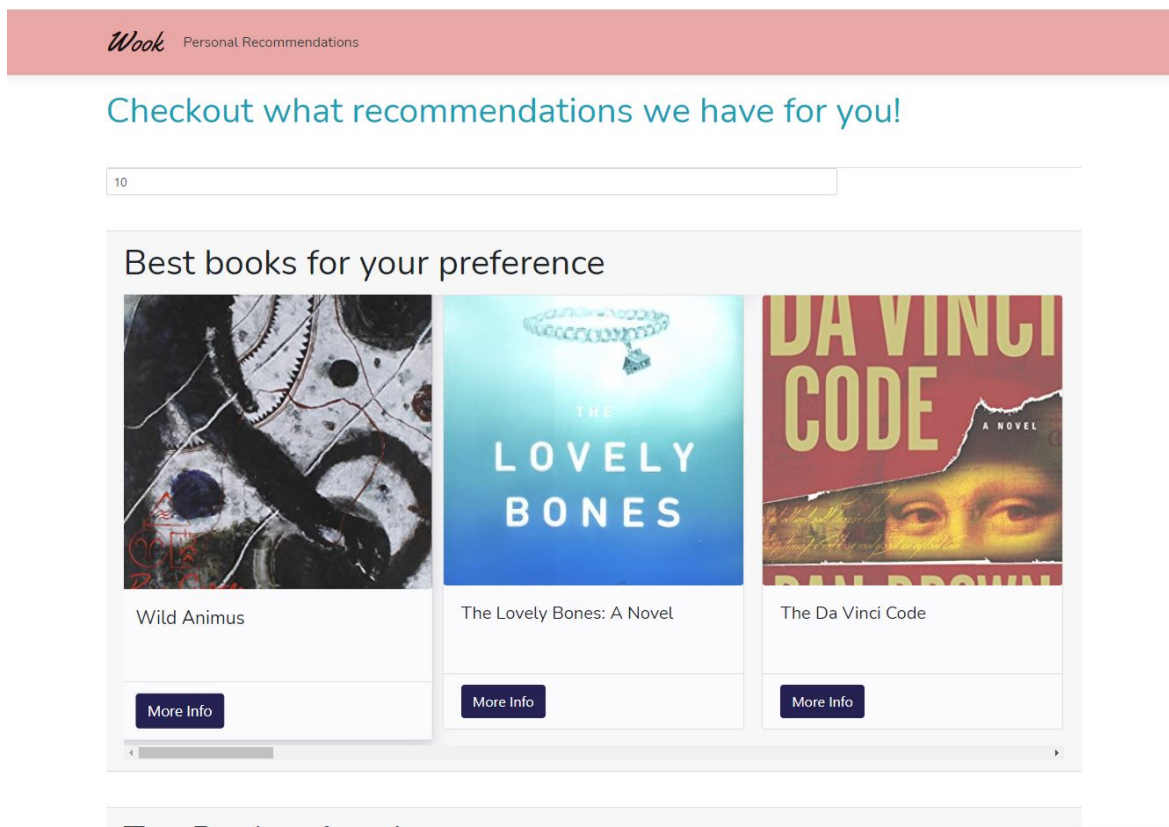 Wook Personal Recommendations
Checkout what recommendations we have for you!
10
Best books for your preference
THE
LOVELY
BONES
DA VINCI
CODE
A NOVEL
DAN BROWN
Wild Animus
The Lovely Bones: A Novel
The Da Vinci Code
More Info
More Info
More Info